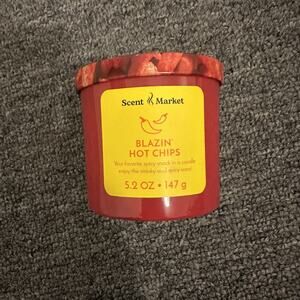 Scent Market
BLAZIN'
HOT CHIPS
Your favorite spicy snack in a candle
enjoy the smoky and spicy scent
5.2 OZ • 147 g